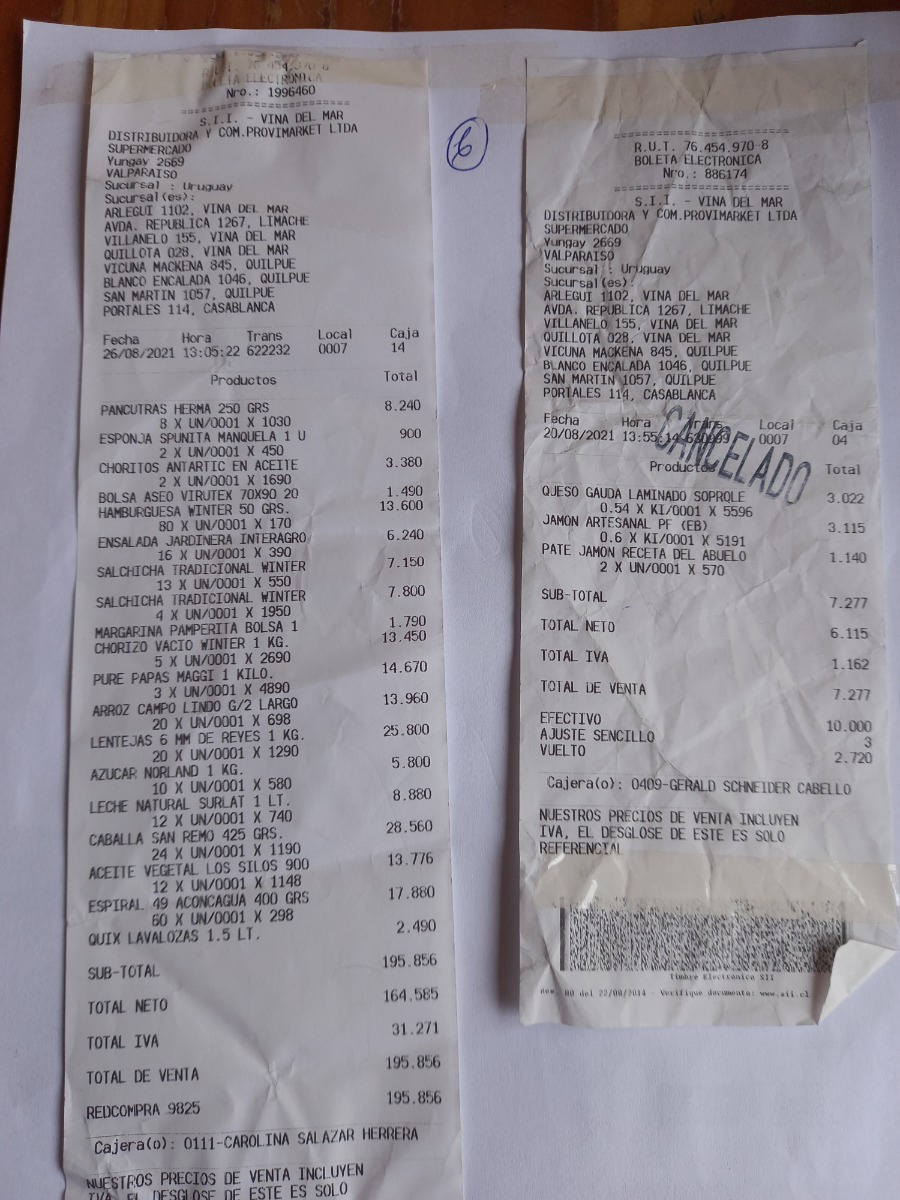 R.U.T. 76.454.970-8
BOLETA ELECTRONICA
Nro.: 1996460
S.I.I. - VINA DEL MAR
DISTRIBUIDORA Y COM.PROVIMARKET LTDA
SUPERMERCADO
Yungay 2669
VALPARAISO
Sucursal : Uruguay
Sucursal(es):
ARLEGUI 1102, VINA DEL MAR
AVDA. REPUBLICA 1267, LIMACHE
VILLANELO 155, VINA DEL MAR
QUILLOTA 028, VINA DEL MAR
VICUNA MACKENA 845, QUILPUE
BLANCO ENCALADA 1046, QUILPUE
SAN MARTIN 1057, QUILPUE
PORTALES 114, CASABLANCA
Fecha Hora Trans Local Caja
26/08/2021 13:05:22 622232 0007 14
Productos Total
PANCUTRAS HERMA 250 GRS 8.240
8 X UN/0001 X 1030
ESPONJA SPUNITA MANQUELA 1 U 900
2 X UN/0001 X 450
CHORITOS ANTARTIC EN ACEITE 3.380
2 X UN/0001 X 1690
BOLSA ASEO VIRUTEX 70X90 20 1.490
HAMBURGUESA WINTER 50 GRS. 13.600
80 X UN/0001 X 170
ENSALADA JARDINERA INTERAGRO 6.240
16 X UN/0001 X 390
SALCHICHA TRADICIONAL WINTER 7.150
13 X UN/0001 X 550
SALCHICHA TRADICIONAL WINTER 7.800
4 X UN/0001 X 1950
MARGARINA PAMPERITA BOLSA 1 1.790
CHORIZO VACIO WINTER 1 KG. 13.450
5 X UN/0001 X 2690
PURE PAPAS MAGGI 1 KILO. 14.670
3 X UN/0001 X 4890
ARROZ CAMPO LINDO G/2 LARGO 13.960
20 X UN/0001 X 698
LENTEJAS 6 MM DE REYES 1 KG. 25.800
20 X UN/0001 X 1290
AZUCAR NORLAND 1 KG. 5.800
10 X UN/0001 X 580
LECHE NATURAL SURLAT 1 LT. 8.880
12 X UN/0001 X 740
CABALLA SAN REMO 425 GRS. 28.560
24 X UN/0001 X 1190
ACEITE VEGETAL LOS SILOS 900 13.776
12 X UN/0001 X 1148
ESPIRAL 49 ACONCAGUA 400 GRS 17.880
60 X UN/0001 X 298
QUIX LAVALOZAS 1.5 LT. 2.490
SUB-TOTAL 195.856
TOTAL NETO 164.585
TOTAL IVA 31.271
TOTAL DE VENTA 195.856
REDCOMPRA 9825 195.856
Cajera(o): 0111-CAROLINA SALAZAR HERRERA
NUESTROS PRECIOS DE VENTA INCLUYEN
IVA, EL DESGLOSE DE ESTE ES SOLO
6
R.U.T. 76.454.970-8
BOLETA ELECTRONICA
Nro.: 886174
S.I.I. - VINA DEL MAR
DISTRIBUIDORA Y COM.PROVIMARKET LTDA
SUPERMERCADO
Yungay 2669
VALPARAISO
Sucursal : Uruguay
Sucursal(es):
ARLEGUI 1102, VINA DEL MAR
AVDA. REPUBLICA 1267, LIMACHE
VILLANELO 155, VINA DEL MAR
QUILLOTA 028, VINA DEL MAR
VICUNA MACKENA 845, QUILPUE
BLANCO ENCALADA 1046, QUILPUE
SAN MARTIN 1057, QUILPUE
PORTALES 114, CASABLANCA
Fecha Hora Trans Local Caja
20/08/2021 13:55:14 0007 04
CANCELADO
Productos Total
QUESO GAUDA LAMINADO SOPROLE 3.022
0.54 X KI/0001 X 5596
JAMON ARTESANAL PF (EB) 3.115
0.6 X KI/0001 X 5191
PATE JAMON RECETA DEL ABUELO 1.140
2 X UN/0001 X 570
SUB-TOTAL 7.277
TOTAL NETO 6.115
TOTAL IVA 1.162
TOTAL DE VENTA 7.277
EFECTIVO 10.000
AJUSTE SENCILLO 3
VUELTO 2.720
Cajera(o): 0409-GERALD SCHNEIDER CABELLO
NUESTROS PRECIOS DE VENTA INCLUYEN
IVA, EL DESGLOSE DE ESTE ES SOLO
REFERENCIAL
Timbre Electronico SII
Res. 80 del 22/08/2014 - Verifique documento: www.sii.cl